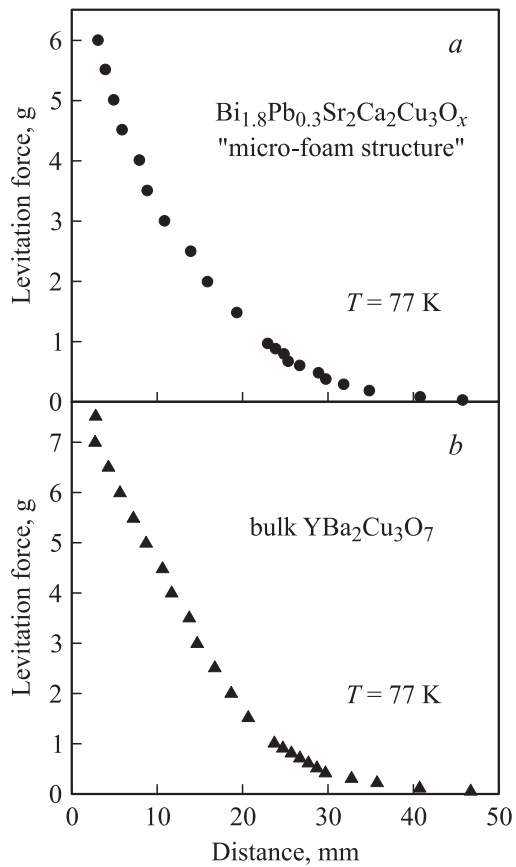 6
a
5
Bi1.8Pb0.3Sr2Ca2Cu3Ox
"micro-foam structure"
4
3
2
T = 77 K
1
0
Levitation force, g
7
b
6
bulk YBa2Cu3O7
5
4
3
2
T = 77 K
1
0
Levitation force, g
0 10 20 30 40 50
Distance, mm